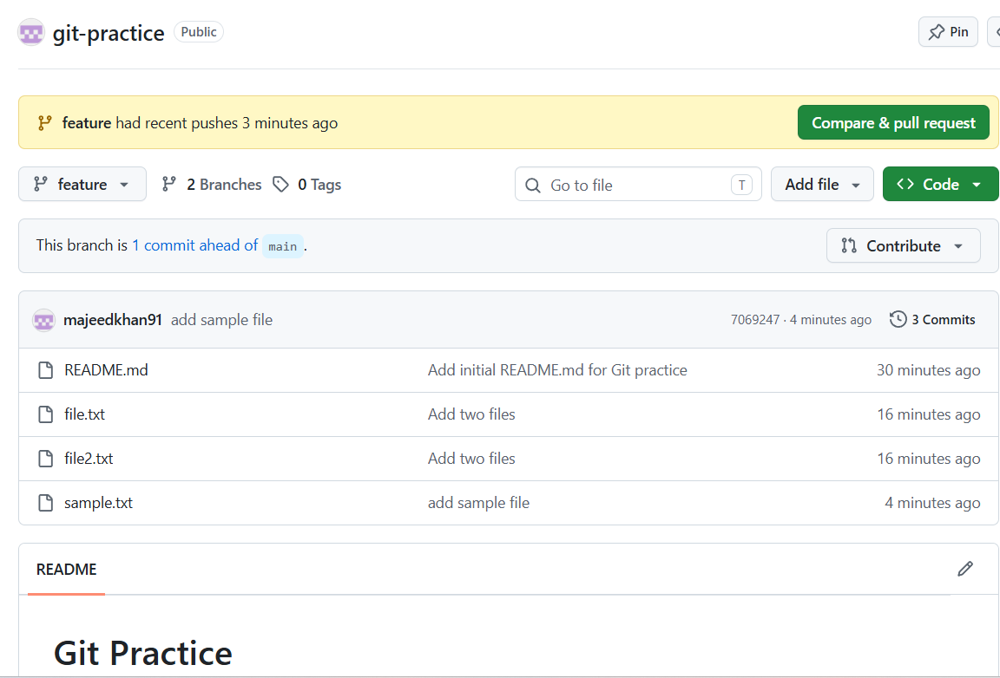 git-practice Public Pin
feature had recent pushes 3 minutes ago Compare & pull request
feature 2 Branches 0 Tags Go to file T Add file Code
This branch is 1 commit ahead of main . Contribute
majeedkhan91 add sample file 7069247 · 4 minutes ago 3 Commits
README.md Add initial README.md for Git practice 30 minutes ago
file.txt Add two files 16 minutes ago
file2.txt Add two files 16 minutes ago
sample.txt add sample file 4 minutes ago
README
Git Practice